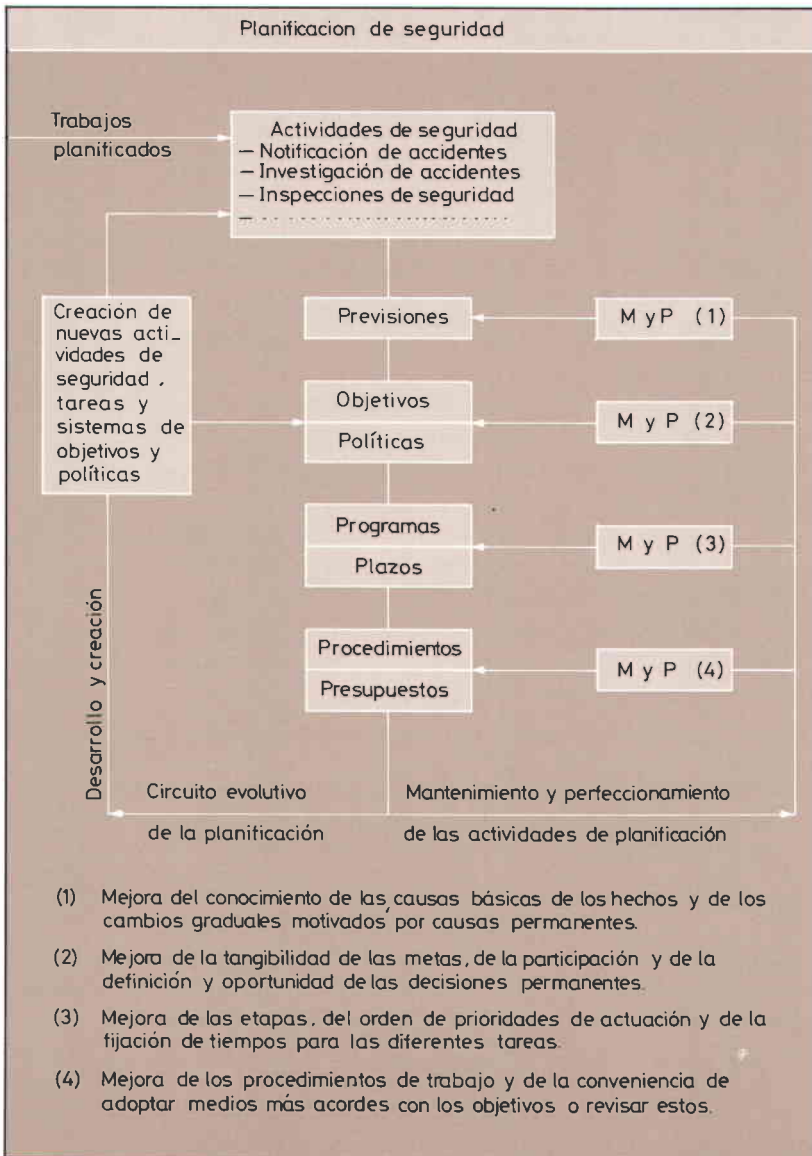 Planificacion de seguridad
Trabajos
planificados
Actividades de seguridad
— Notificación de accidentes
— Investigación de accidentes
— Inspecciones de seguridad
— . . . . . . . . . . . . . . . . . . . . . . . .
Creación de
nuevas acti_
vidades de
seguridad ,
tareas y
sistemas de
objetivos y
políticas
Previsiones
M y P (1)
Objetivos
Políticas
M y P (2)
Programas
Plazos
M y P (3)
Procedimientos
Presupuestos
M y P (4)
Desarrollo y creación
Circuito evolutivo
de la planificación
Mantenimiento y perfeccionamiento
de las actividades de planificación
(1) Mejora del conocimiento de las causas básicas de los hechos y de los
cambios graduales motivados por causas permanentes.
(2) Mejora de la tangibilidad de las metas, de la participación y de la
definición y oportunidad de las decisiones permanentes.
(3) Mejora de las etapas, del orden de prioridades de actuación y de la
fijación de tiempos para las diferentes tareas.
(4) Mejora de los procedimientos de trabajo y de la conveniencia de
adoptar medios más acordes con los objetivos o revisar estos.